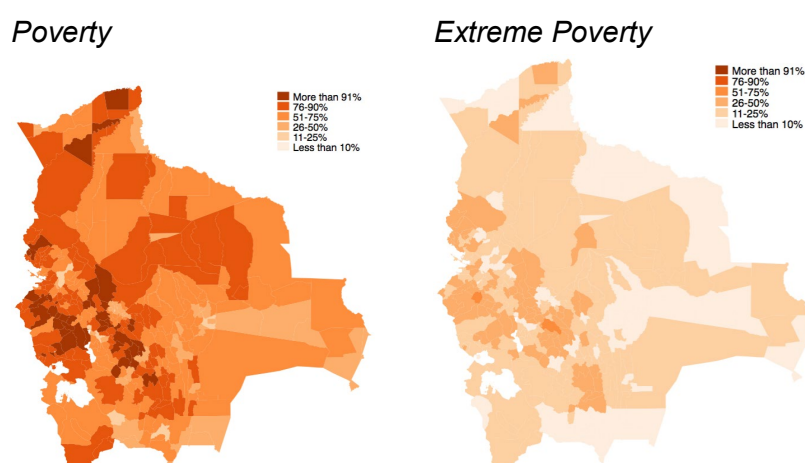 Poverty
More than 91%
76-90%
51-75%
26-50%
11-25%
Less than 10%
Extreme Poverty
More than 91%
76-90%
51-75%
26-50%
11-25%
Less than 10%